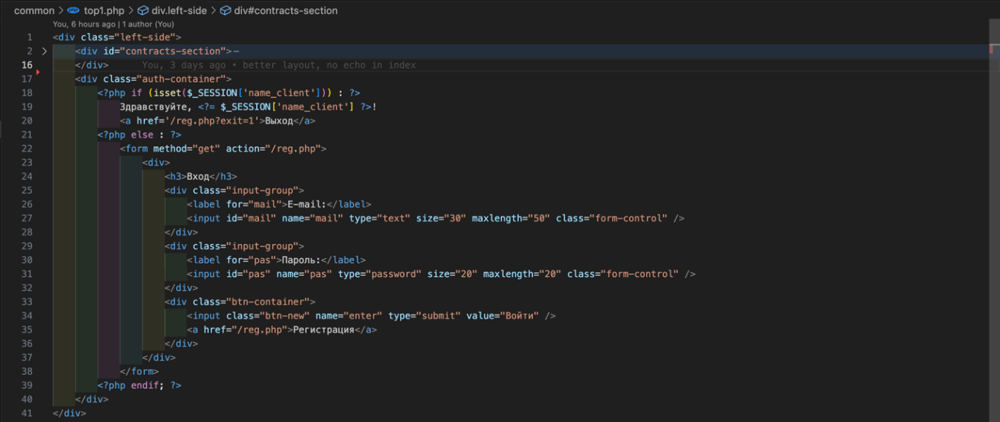 common > top1.php > div.left-side > div#contracts-section
You, 6 hours ago | 1 author (You)
1 <div class="left-side">
2 > <div id="contracts-section">⋯
16 </div> You, 3 days ago • better layout, no echo in index
17 <div class="auth-container">
18 <?php if (isset($_SESSION['name_client'])) : ?>
19 Здравствуйте, <?= $_SESSION['name_client'] ?>!
20 <a href='/reg.php?exit=1'>Выход</a>
21 <?php else : ?>
22 <form method="get" action="/reg.php">
23 <div>
24 <h3>Вход</h3>
25 <div class="input-group">
26 <label for="mail">E-mail:</label>
27 <input id="mail" name="mail" type="text" size="30" maxlength="50" class="form-control" />
28 </div>
29 <div class="input-group">
30 <label for="pas">Пароль:</label>
31 <input id="pas" name="pas" type="password" size="20" maxlength="20" class="form-control" />
32 </div>
33 <div class="btn-container">
34 <input class="btn-new" name="enter" type="submit" value="Войти" />
35 <a href="/reg.php">Регистрация</a>
36 </div>
37 </div>
38 </form>
39 <?php endif; ?>
40 </div>
41 </div>